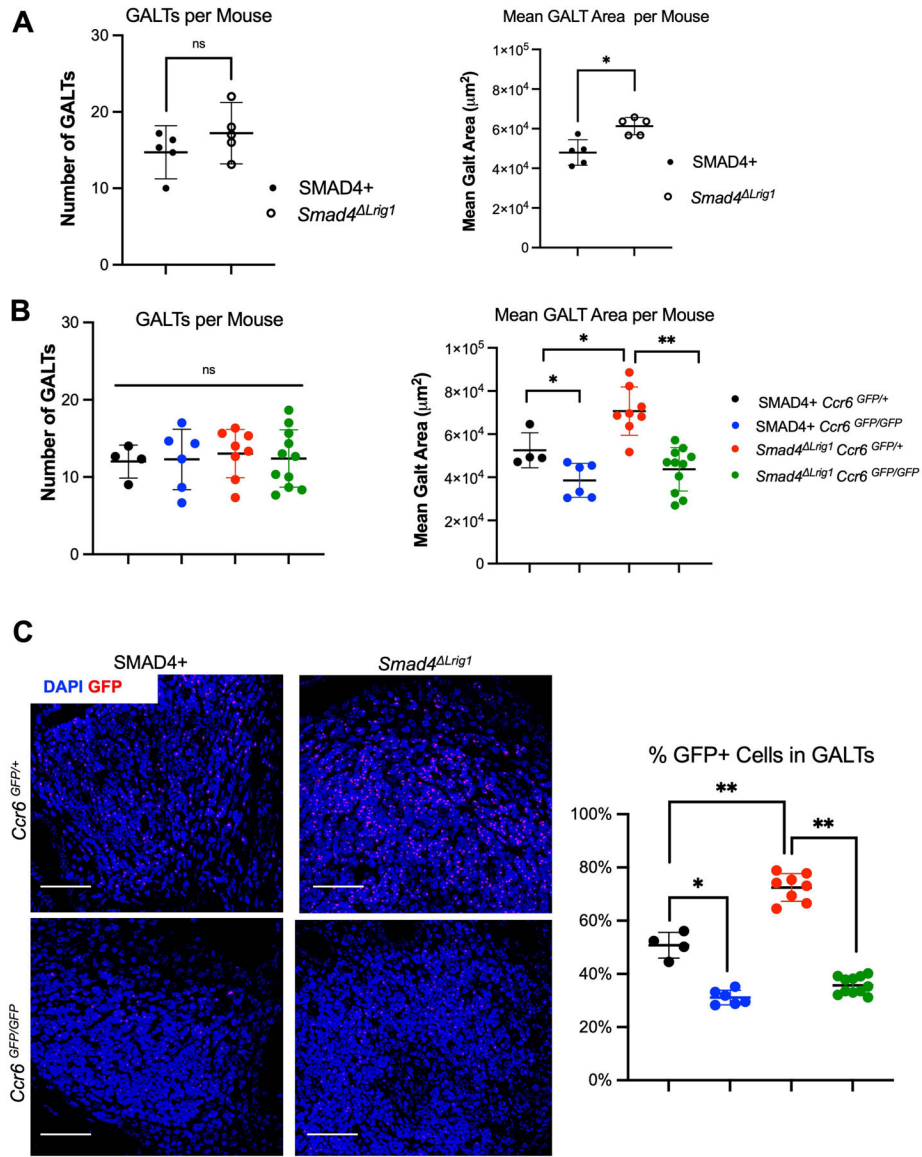 A
GALTs per Mouse
Number of GALTs
30
20
10
0
ns
SMAD4+
Smad4ΔLrig1
Mean GALT Area per Mouse
Mean Galt Area (μm²)
1×10⁵
8×10⁴
6×10⁴
4×10⁴
2×10⁴
0
*
SMAD4+
Smad4ΔLrig1
B
GALTs per Mouse
Number of GALTs
30
20
10
0
ns
Mean GALT Area per Mouse
Mean Galt Area (μm²)
1×10⁵
8×10⁴
6×10⁴
4×10⁴
2×10⁴
0
*
*
**
SMAD4+ Ccr6 GFP/+
SMAD4+ Ccr6 GFP/GFP
Smad4ΔLrig1 Ccr6 GFP/+
Smad4ΔLrig1 Ccr6 GFP/GFP
C
SMAD4+
Smad4ΔLrig1
DAPI GFP
Ccr6 GFP/+
Ccr6 GFP/GFP
% GFP+ Cells in GALTs
100%
80%
60%
40%
20%
0%
**
*
**